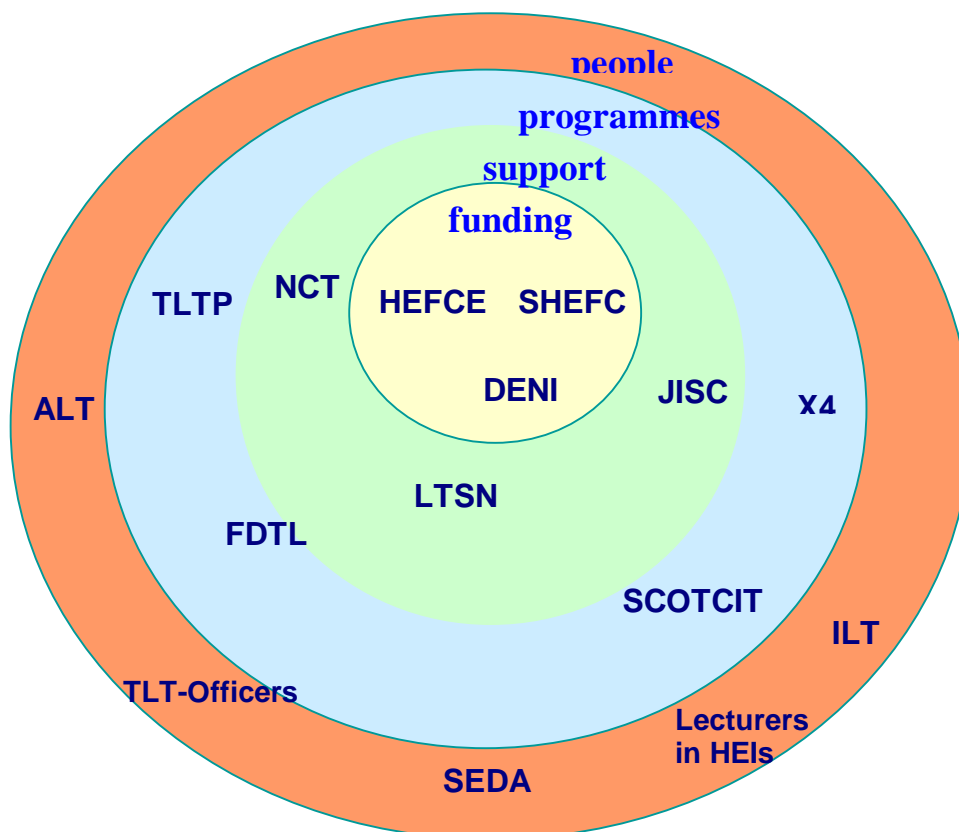 people
programmes
support
funding
NCT
TLTP
HEFCE SHEFC
DENI
JISC
ALT
X4
LTSN
FDTL
SCOTCIT
ILT
TLT-Officers
Lecturers
in HEIs
SEDA